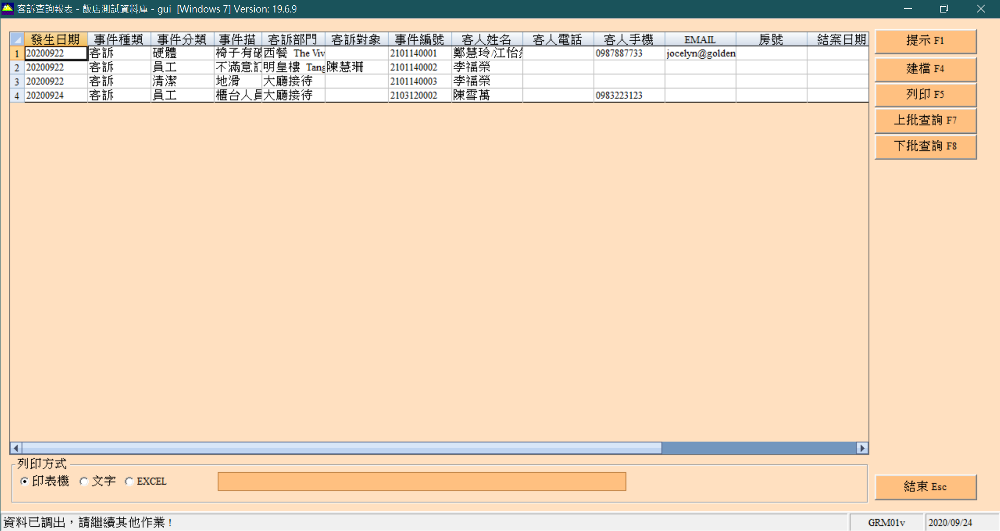 客訴查詢報表 - 飯店測試資料庫 - gui [Windows 7] Version: 19.6.9
發生日期 事件種類 事件分類 事件描 客訴部門 客訴對象 事件編號 客人姓名 客人電話 客人手機 EMAIL 房號 結案日期
1 20200922 客訴 硬體 椅子有破 西餐 The Viv 2101140001 鄭慧玲/江怡 0987887733 jocelyn@golden
2 20200922 客訴 員工 不滿意訂 明皇樓 Tang 陳慧珊 2101140002 李福榮
3 20200922 客訴 清潔 地滑 大廳接待 2101140003 李福榮
4 20200924 客訴 員工 櫃台人員 大廳接待 2103120002 陳雪萬 0983223123
提示 F1
建檔 F4
列印 F5
上批查詢 F7
下批查詢 F8
列印方式
印表機 文字 EXCEL
結束 Esc
資料已調出，請繼續其他作業！ GRM01v 2020/09/24